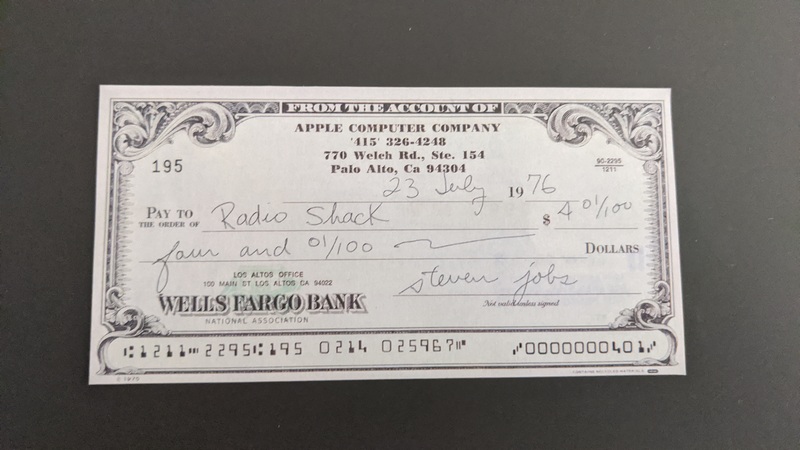 FROM THE ACCOUNT OF
APPLE COMPUTER COMPANY
'415' 326-4248
770 Welch Rd., Ste. 154
Palo Alto, Ca 94304
195
90-2295
1211
23 July 1976
PAY TO THE ORDER OF Radio Shack $ 4 01/100
four and 01/100 DOLLARS
LOS ALTOS OFFICE
100 MAIN ST LOS ALTOS CA 94022
WELLS FARGO BANK
NATIONAL ASSOCIATION
steven jobs
Not valid unless signed
⑆1211⑉2295⑆195 0214 025967⑈ ⑈0000000401⑈
© 1975